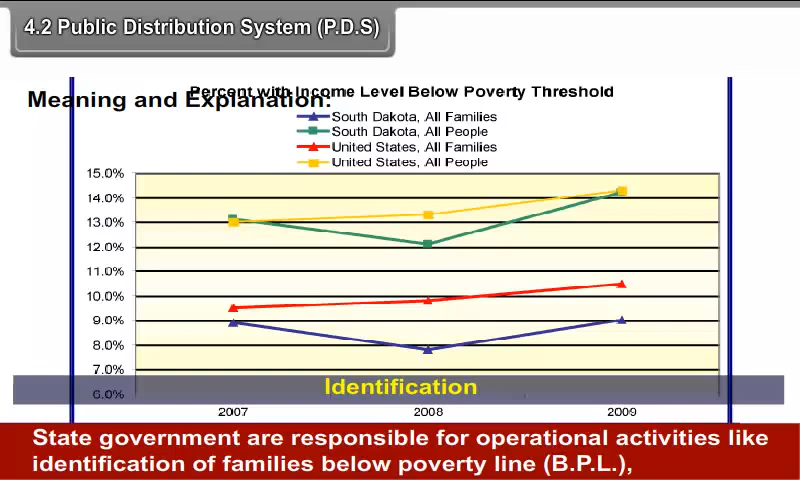 4.2 Public Distribution System (P.D.S)
Percent with Income Level Below Poverty Threshold
Meaning and Explanation:
South Dakota, All Families
South Dakota, All People
United States, All Families
United States, All People
15.0%
14.0%
13.0%
12.0%
11.0%
10.0%
9.0%
8.0%
7.0%
6.0%
Identification
2007 2008 2009
State government are responsible for operational activities like
identification of families below poverty line (B.P.L.),